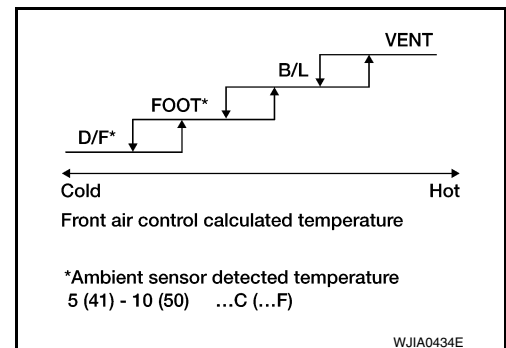 VENT
B/L
FOOT*
D/F*
Cold Hot
Front air control calculated temperature
*Ambient sensor detected temperature
5 (41) - 10 (50) ...C (...F)
WJIA0434E